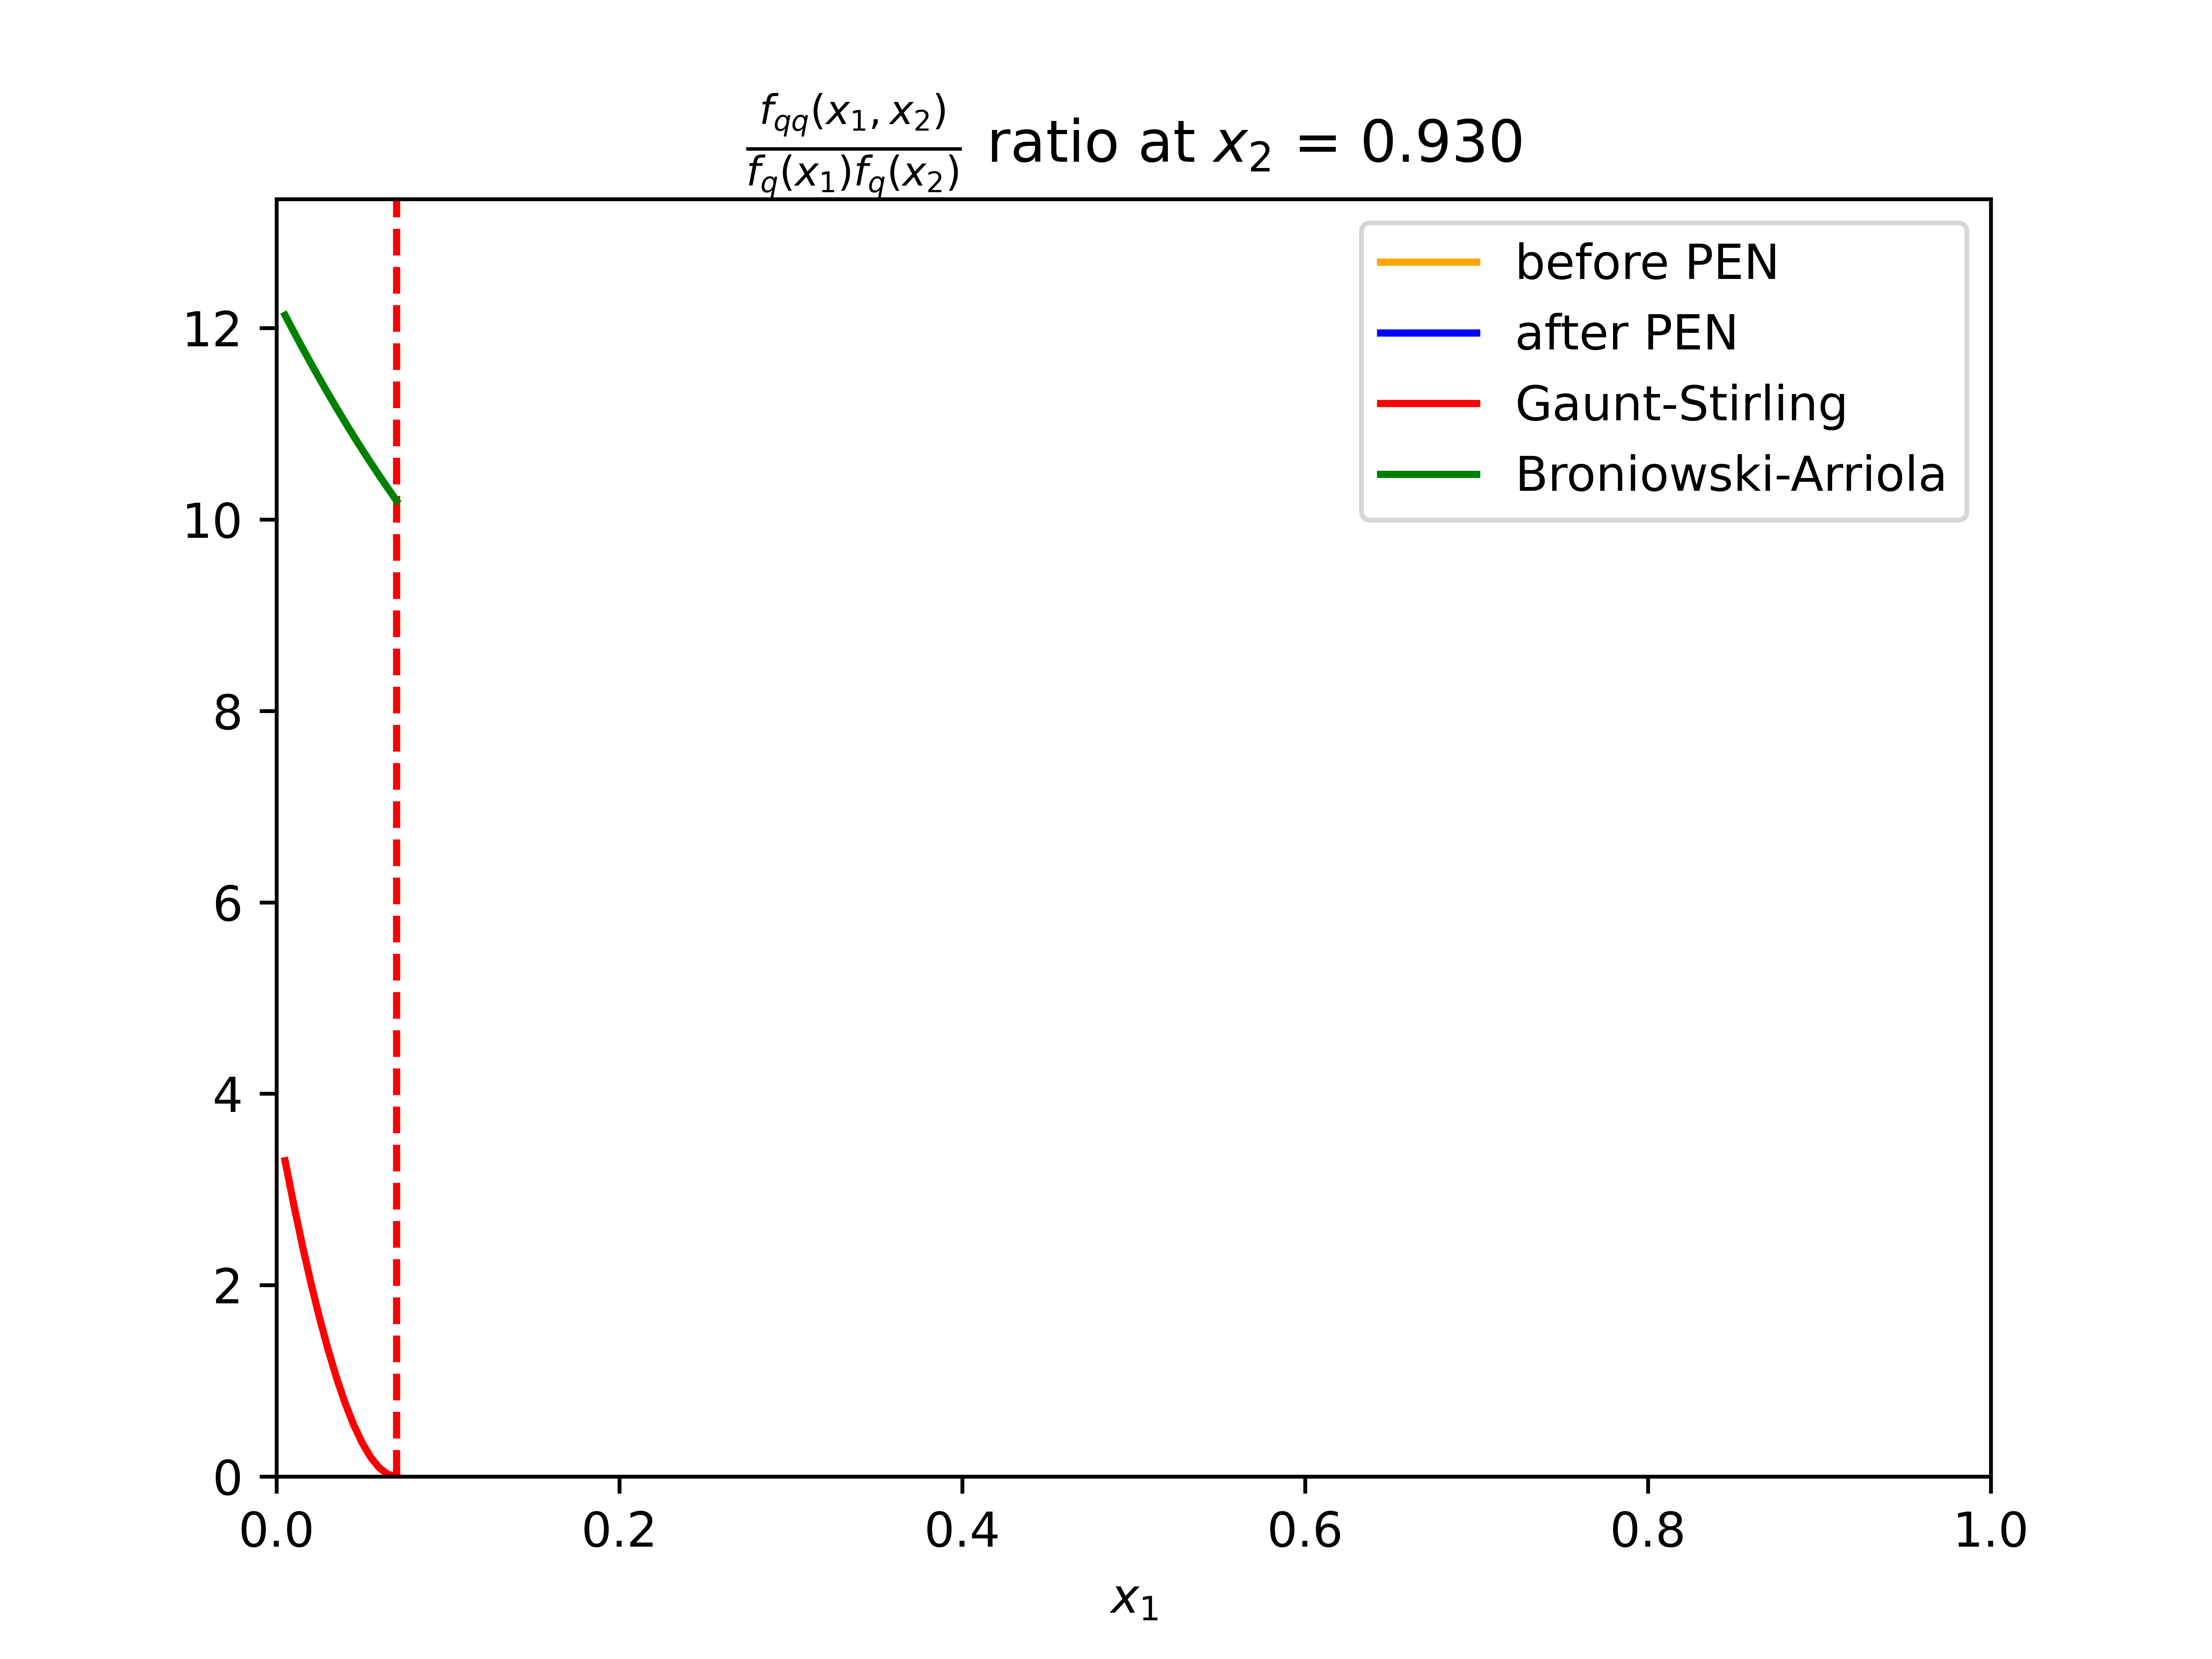 f_{qq}(x_1, x_2) / f_q(x_1)f_q(x_2) ratio at x_2 = 0.930
before PEN
after PEN
Gaunt-Stirling
Broniowski-Arriola
12
10
8
6
4
2
0
0.0 0.2 0.4 0.6 0.8 1.0
x_1